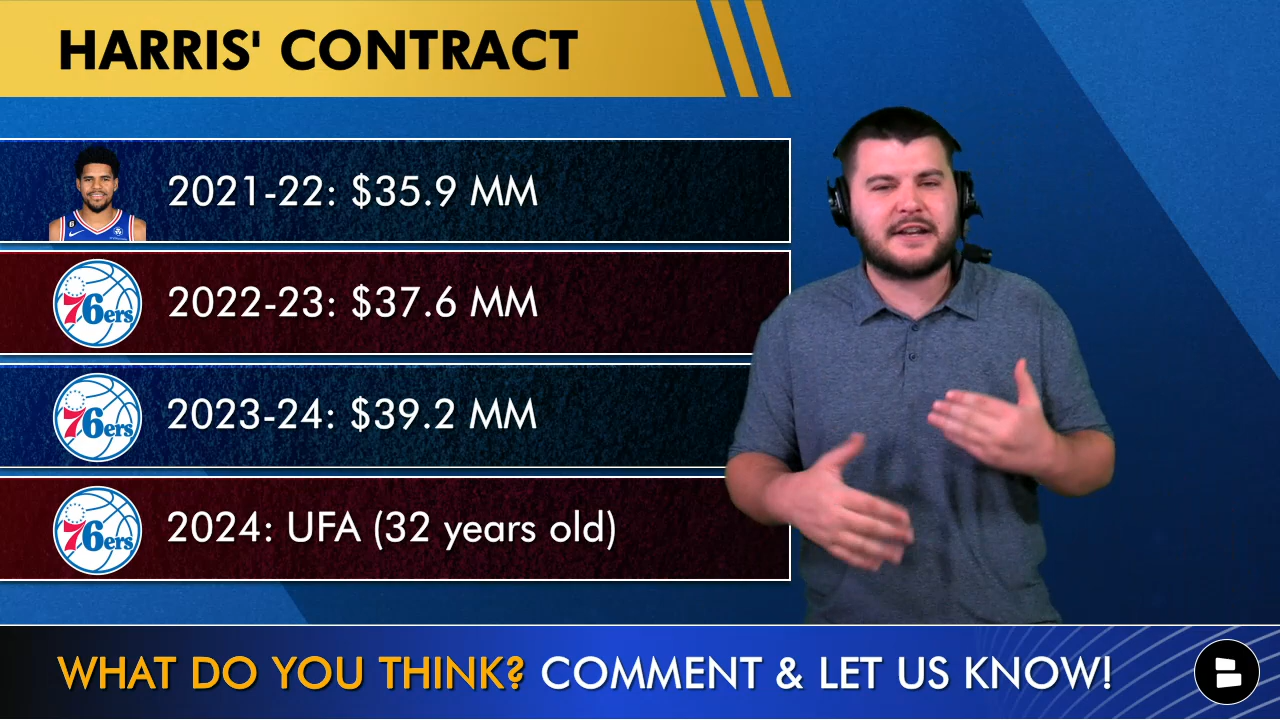 HARRIS' CONTRACT
2021-22: $35.9 MM
76ers
2022-23: $37.6 MM
76ers
2023-24: $39.2 MM
76ers
2024: UFA (32 years old)
WHAT DO YOU THINK? COMMENT & LET US KNOW!